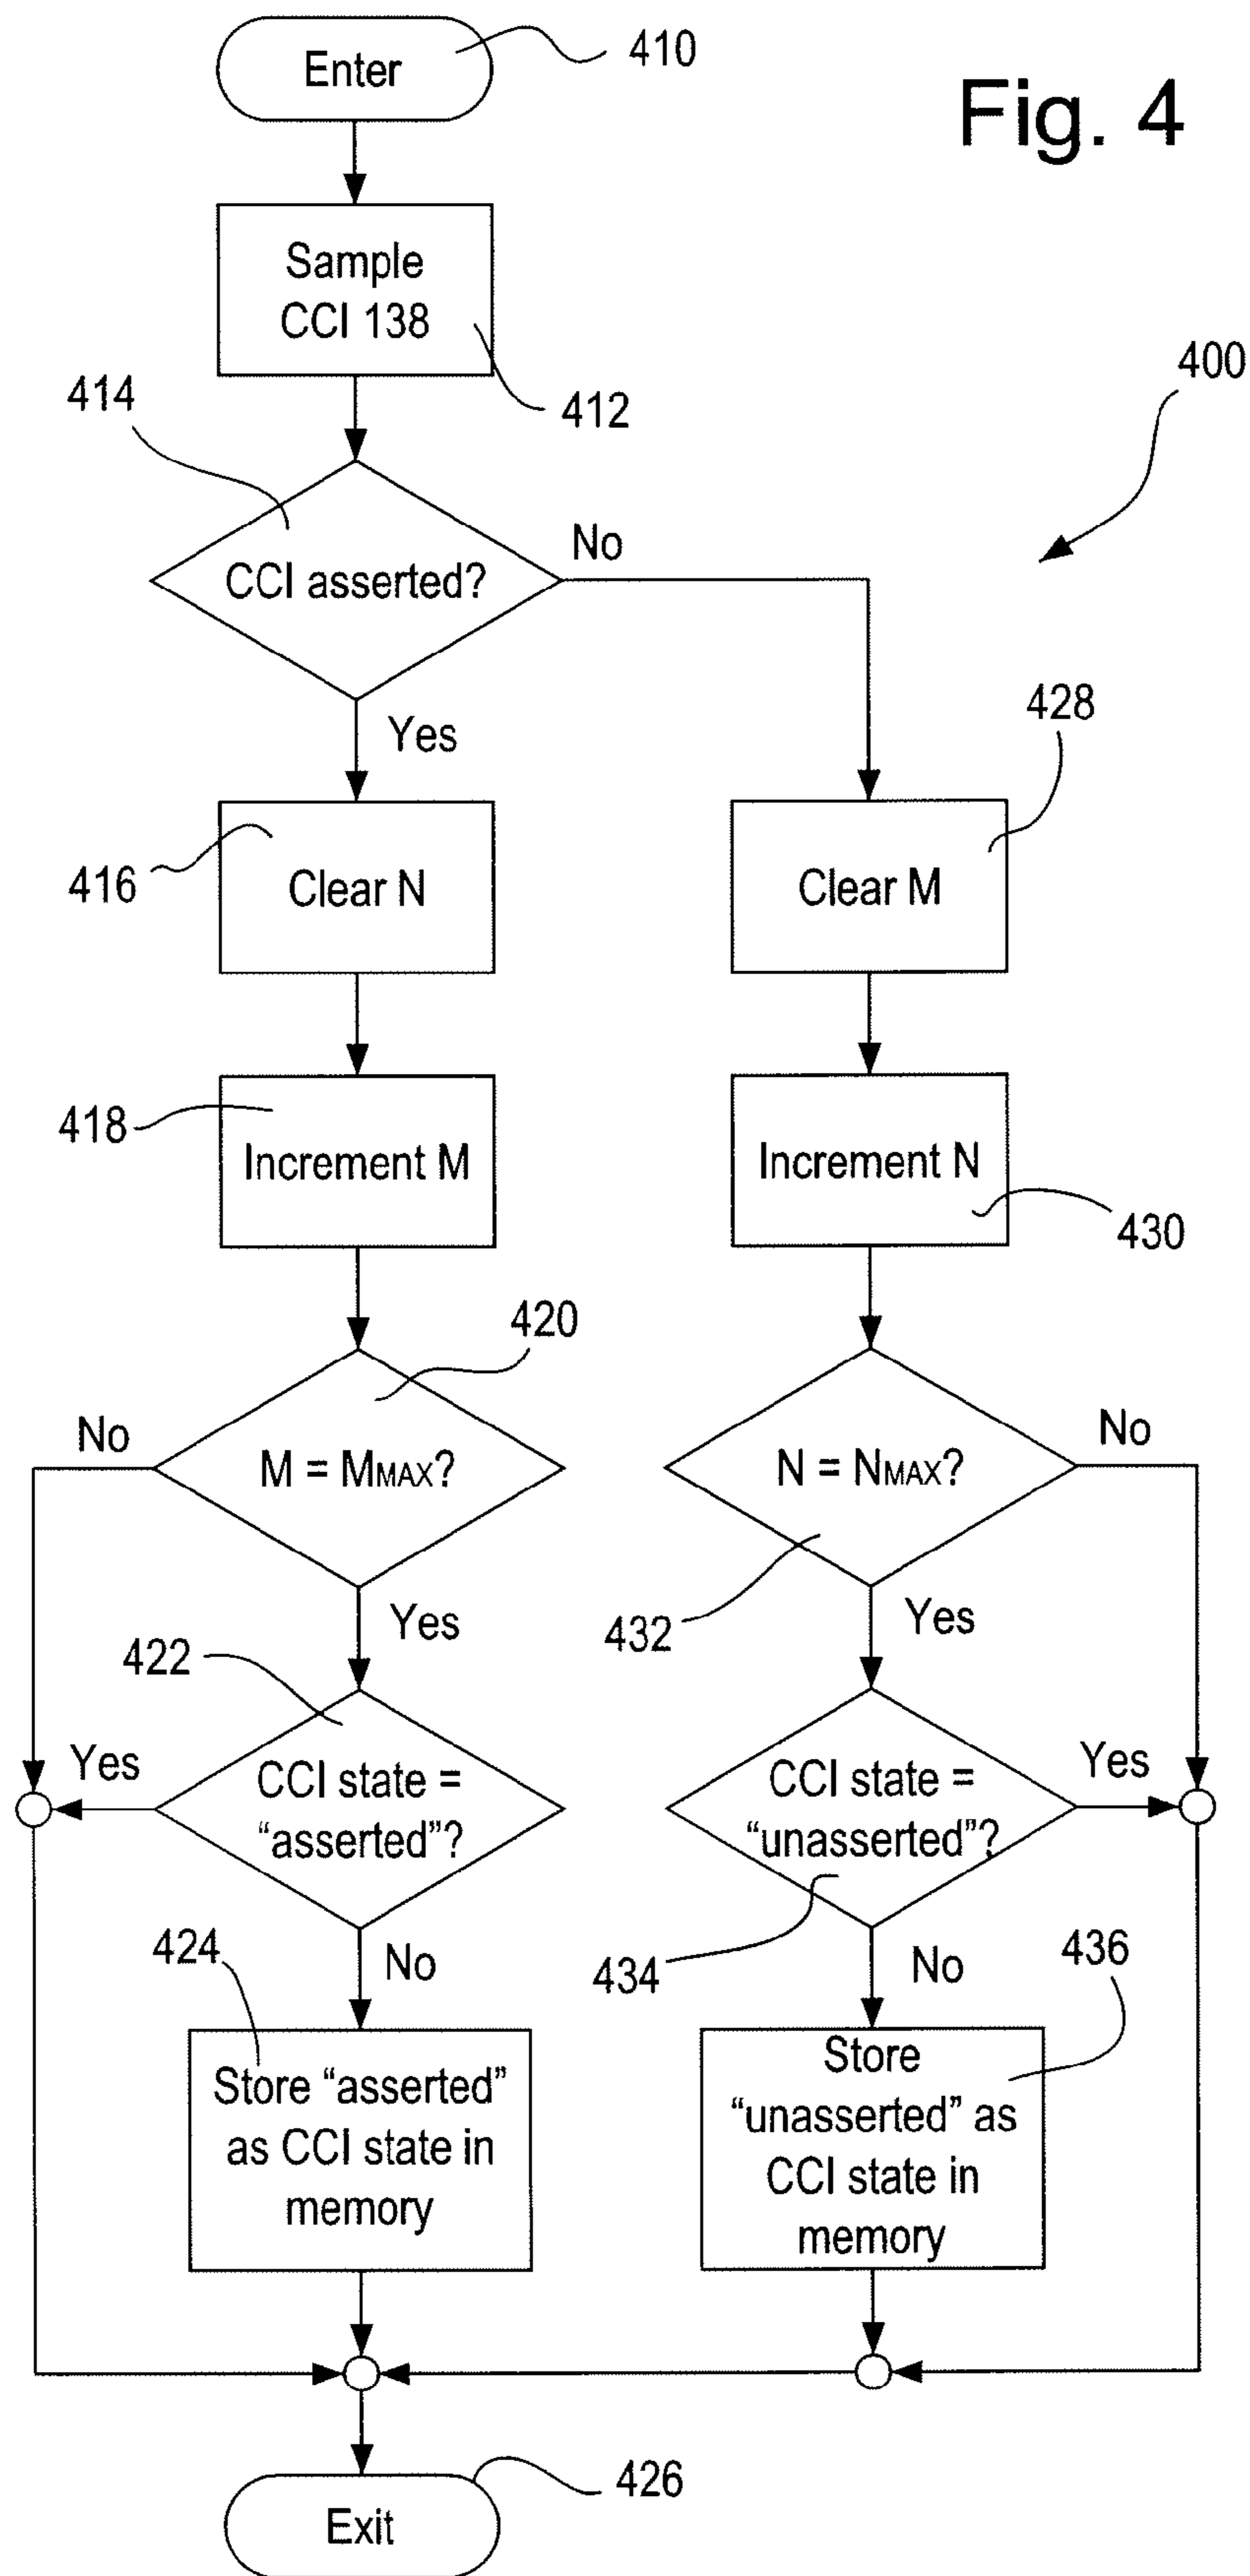 Enter
410
Fig. 4
Sample
CCI 138
412
400
414
CCI asserted?
No
Yes
428
416
Clear N
Clear M
418
Increment M
Increment N
430
420
No
M = MMAX?
N = NMAX?
No
Yes
432
Yes
422
Yes
CCI state =
“asserted”?
CCI state =
“unasserted”?
Yes
424
No
434
No
436
Store “asserted”
as CCI state in
memory
Store
“unasserted” as
CCI state in
memory
426
Exit